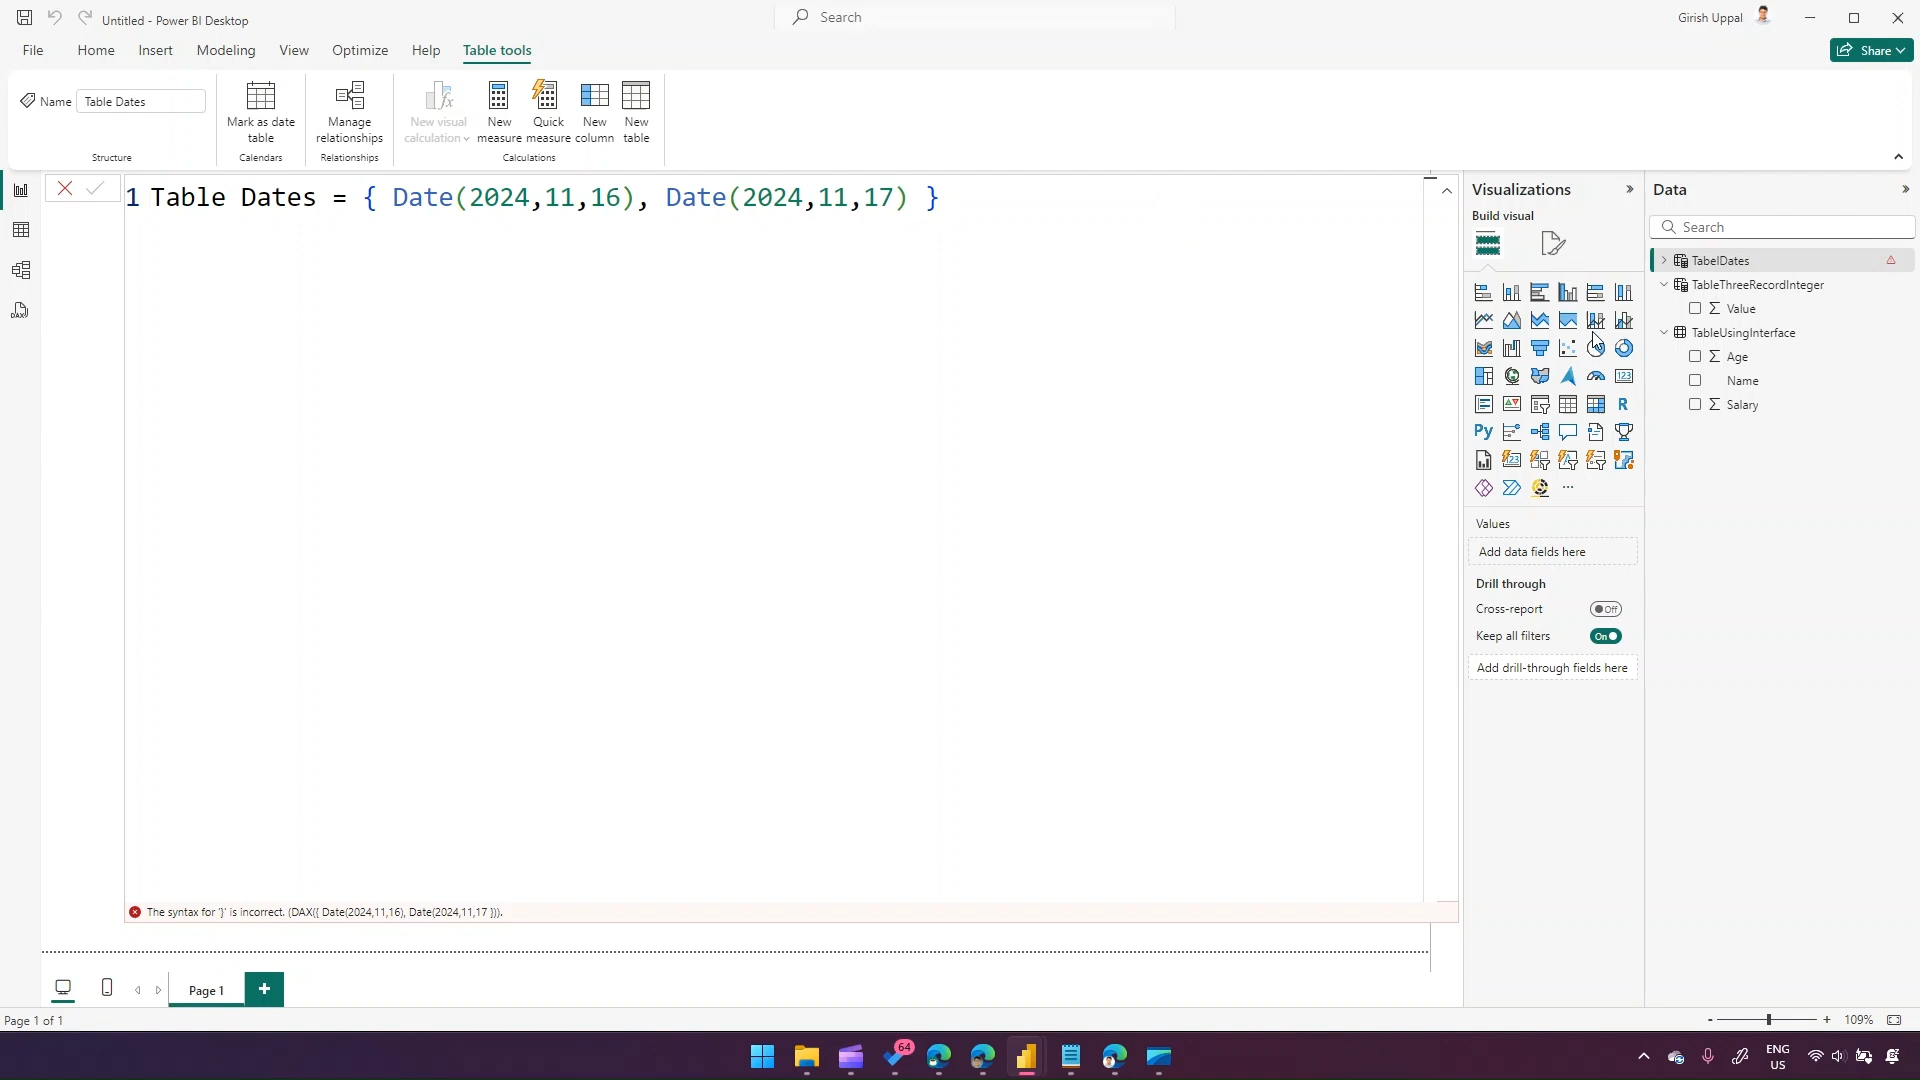 Untitled - Power BI Desktop
Search
Girish Uppal
File Home Insert Modeling View Optimize Help Table tools
Share
Name Table Dates
Mark as date table
Manage relationships
New visual calculation
New measure
Quick measure
New column
New table
Structure
Calendars
Relationships
Calculations
1 Table Dates = { Date(2024,11,16), Date(2024,11,17) }
The syntax for '}' is incorrect. (DAX({ Date(2024,11,16), Date(2024,11,17 })).
Visualizations
Build visual
123
R
Py
123
Values
Add data fields here
Drill through
Cross-report Off
Keep all filters On
Add drill-through fields here
Data
Search
TabelDates
TableThreeRecordInteger
Σ Value
TableUsingInterface
Σ Age
Name
Σ Salary
DAX
Page 1
+
Page 1 of 1
- + 109%
64
ENG
US